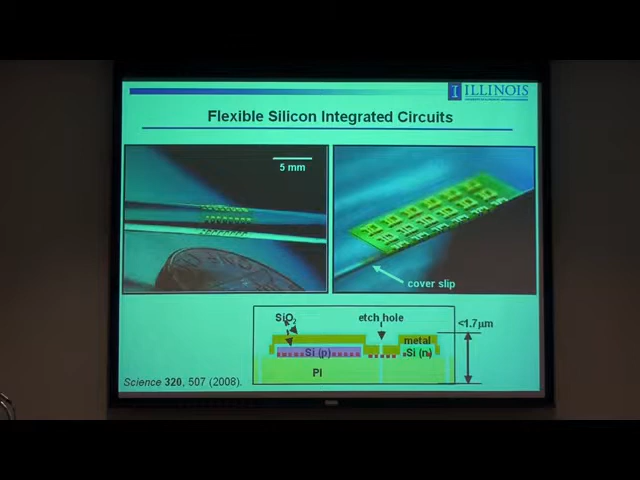 ILLINOIS
Flexible Silicon Integrated Circuits
5 mm
cover slip
SiO2
etch hole
<1.7μm
metal
Si (p)
Si (n)
PI
Science 320, 507 (2008).